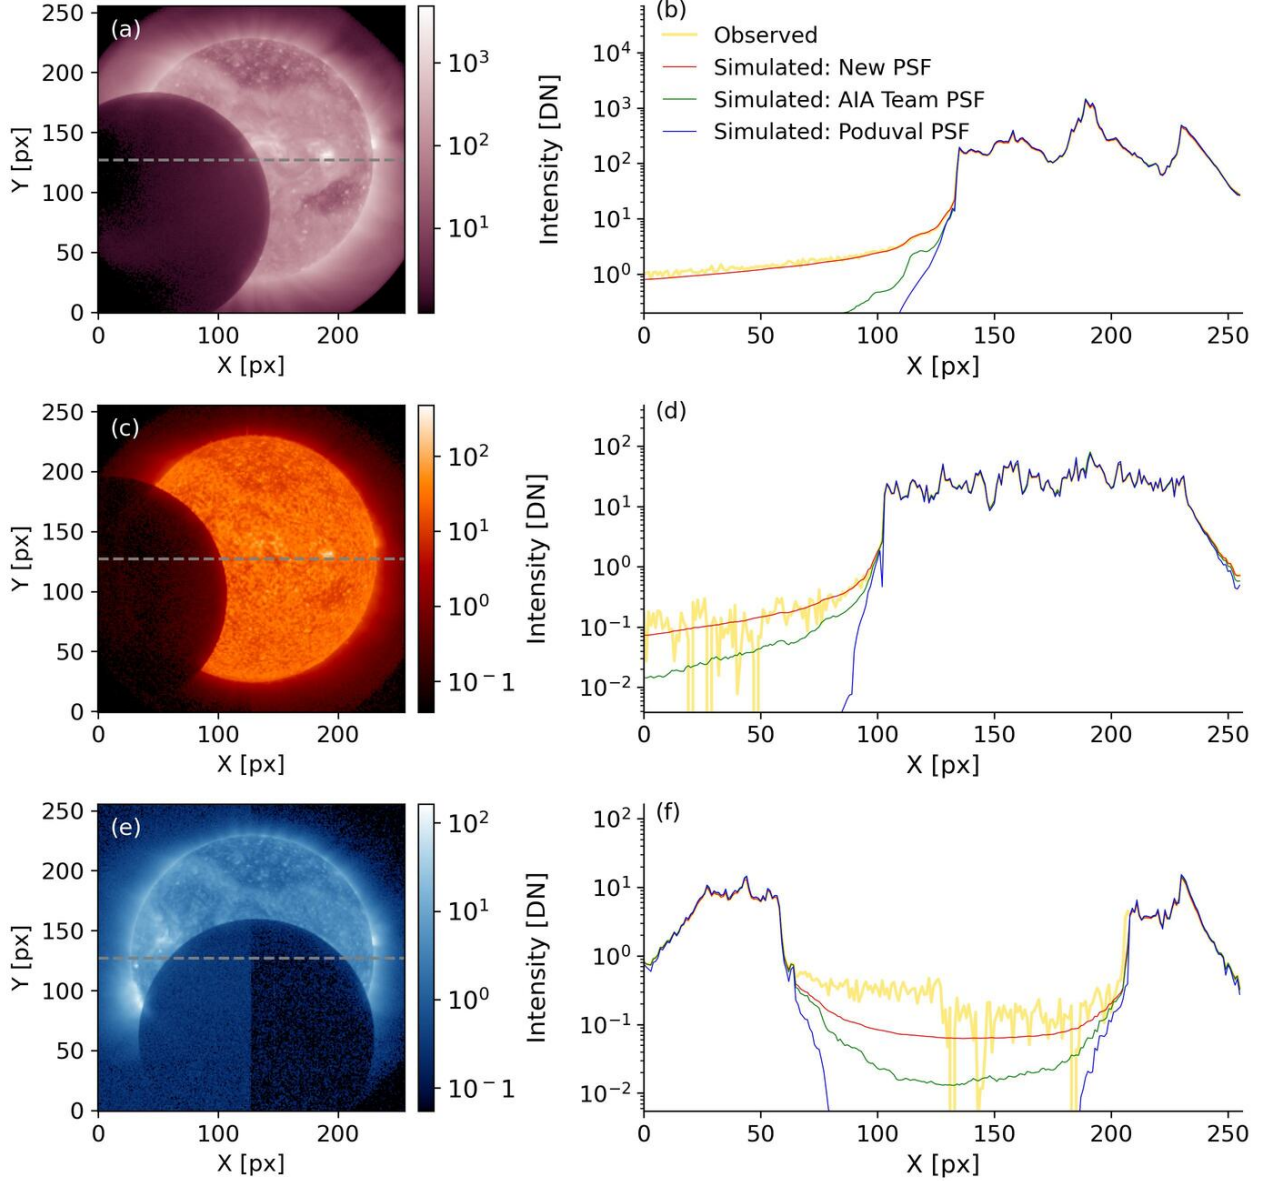 (a)
250
200
150
100
50
0
Y [px]
0 100 200
X [px]
10³
10²
10¹
(b)
Observed
Simulated: New PSF
Simulated: AIA Team PSF
Simulated: Poduval PSF
Intensity [DN]
10⁴
10³
10²
10¹
10⁰
0 50 100 150 200 250
X [px]
(c)
250
200
150
100
50
0
Y [px]
0 100 200
X [px]
10²
10¹
10⁰
10⁻¹
(d)
Intensity [DN]
10²
10¹
10⁰
10⁻¹
10⁻²
0 50 100 150 200 250
X [px]
(e)
250
200
150
100
50
0
Y [px]
0 100 200
X [px]
10²
10¹
10⁰
10⁻¹
(f)
Intensity [DN]
10²
10¹
10⁰
10⁻¹
10⁻²
0 50 100 150 200 250
X [px]